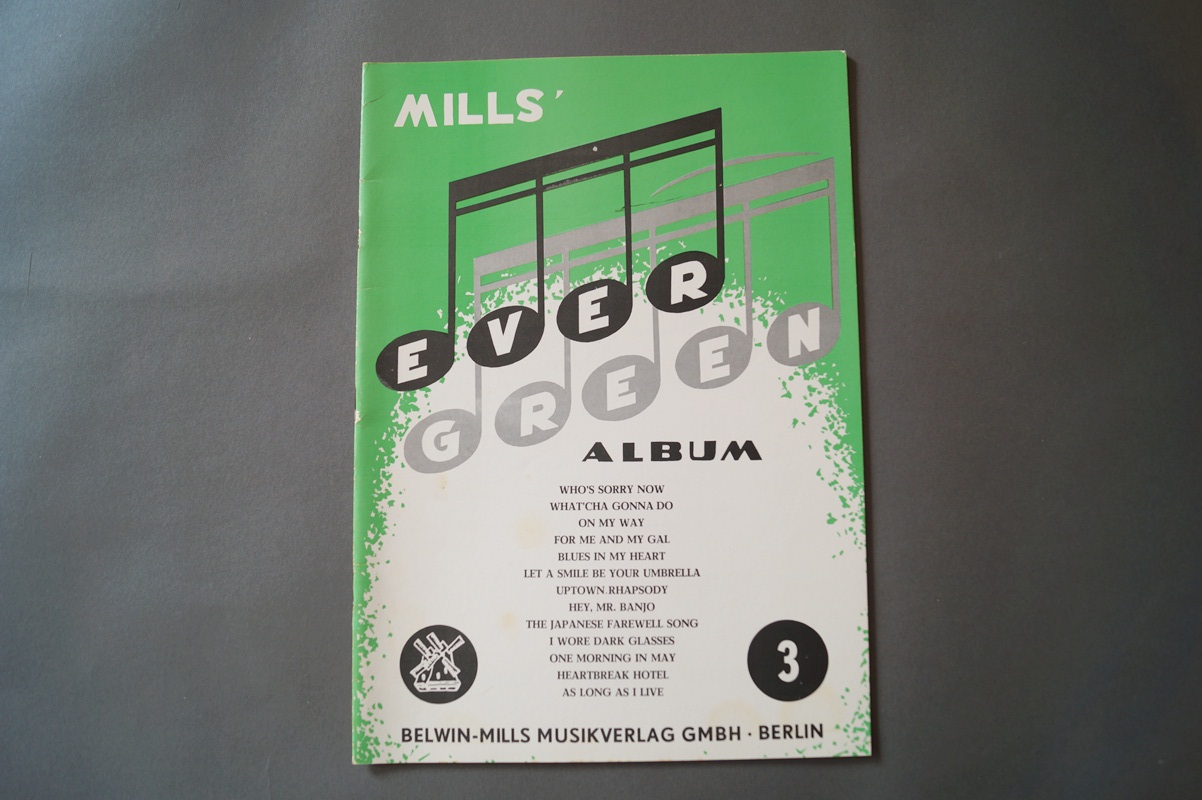 MILLS'
EVER
GREEN
ALBUM
WHO'S SORRY NOW
WHAT'CHA GONNA DO
ON MY WAY
FOR ME AND MY GAL
BLUES IN MY HEART
LET A SMILE BE YOUR UMBRELLA
UPTOWN RHAPSODY
HEY, MR. BANJO
THE JAPANESE FAREWELL SONG
I WORE DARK GLASSES
ONE MORNING IN MAY
HEARTBREAK HOTEL
AS LONG AS I LIVE
3
BELWIN-MILLS MUSIKVERLAG GMBH · BERLIN